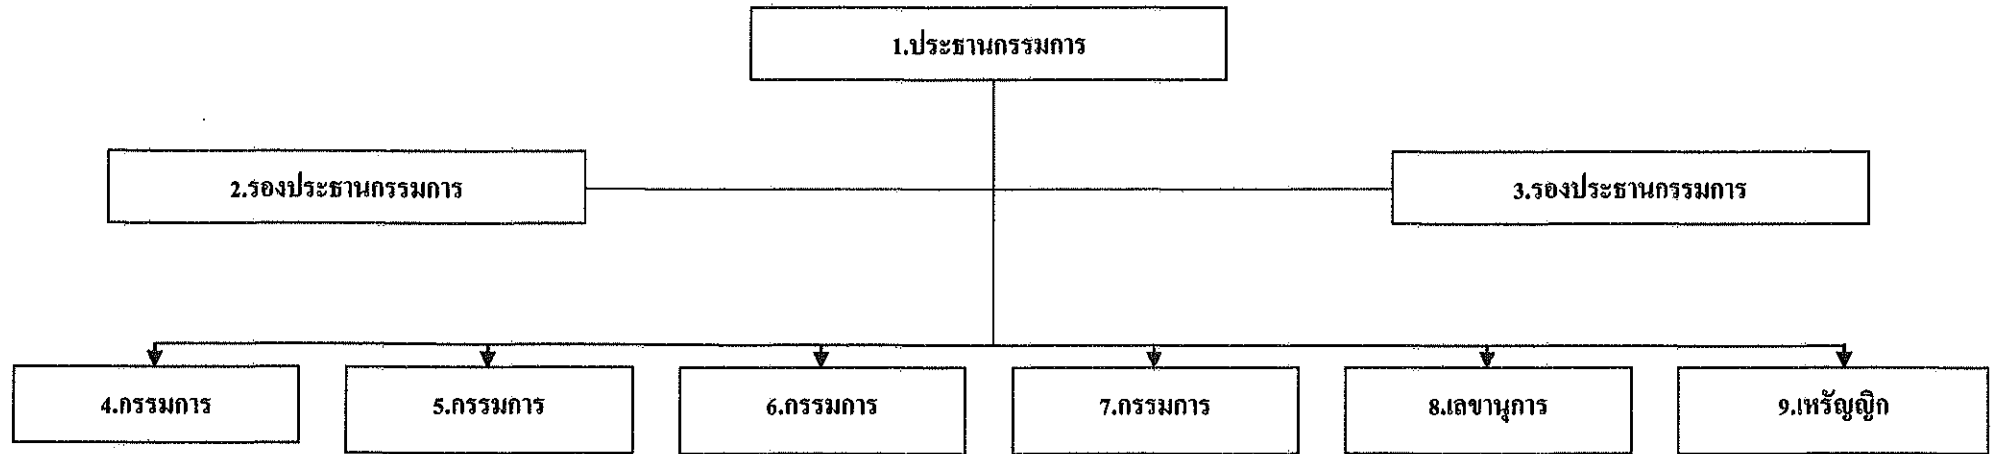 1.ประธานกรรมการ
2.รองประธานกรรมการ
3.รองประธานกรรมการ
4.กรรมการ
5.กรรมการ
6.กรรมการ
7.กรรมการ
8.เลขานุการ
9.เหรัญญิก